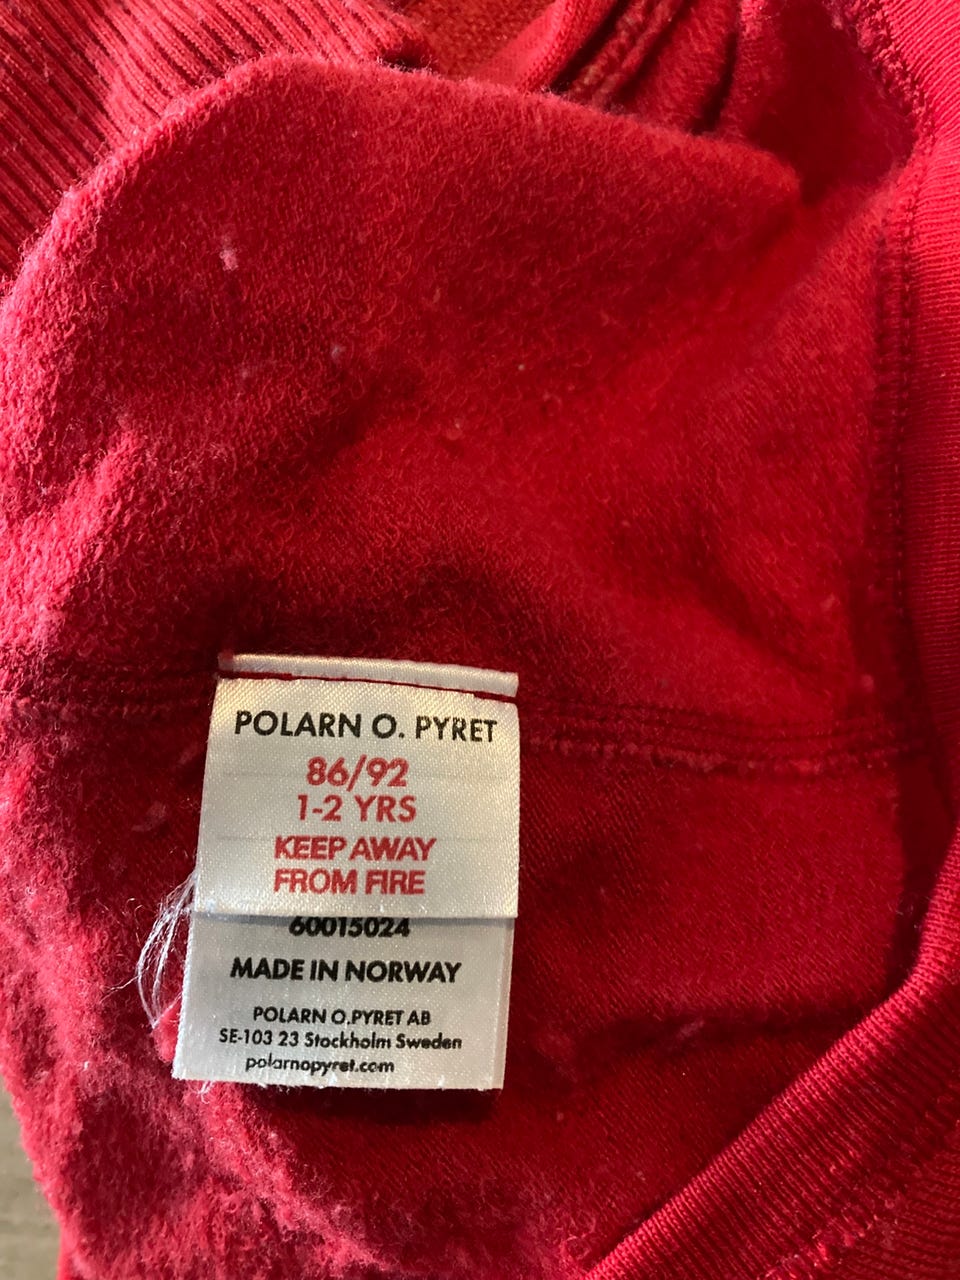 POLARN O. PYRET
86/92
1-2 YRS
KEEP AWAY
FROM FIRE
60015024
MADE IN NORWAY
POLARN O.PYRET AB
SE-103 23 Stockholm Sweden
polarnopyret.com